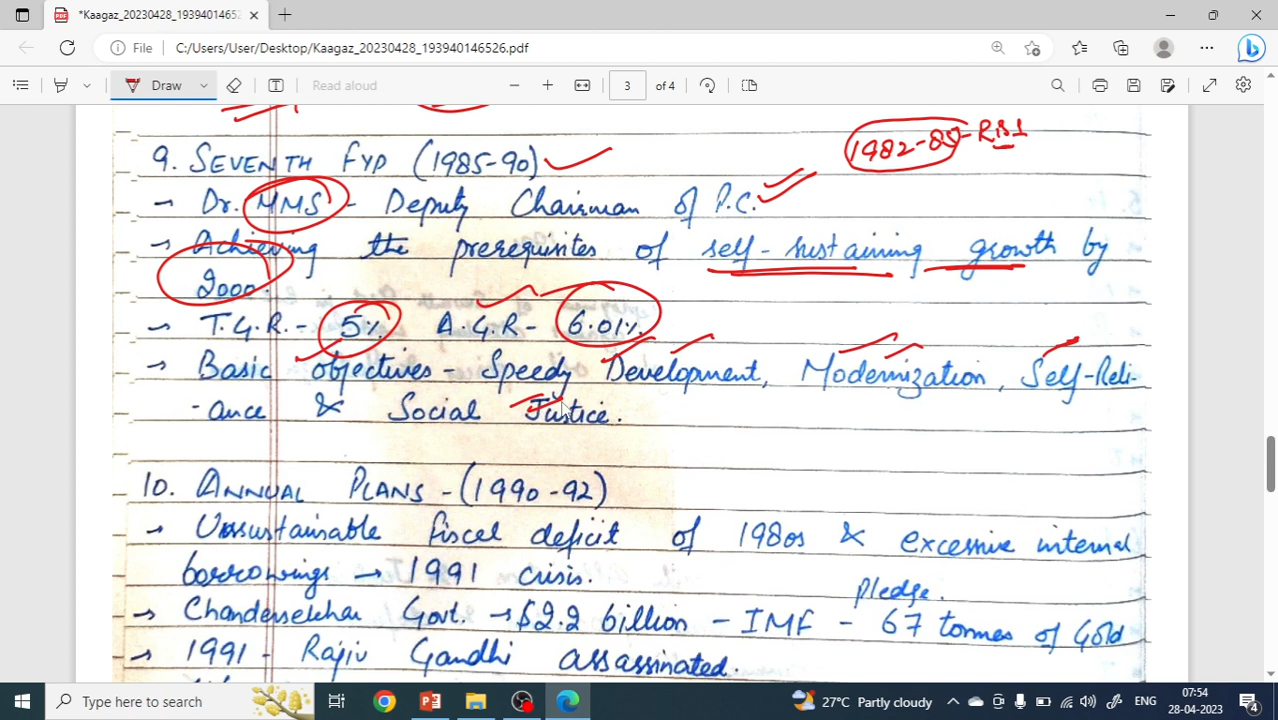 *Kaagaz_20230428_193940146526.pdf
File C:/Users/User/Desktop/Kaagaz_20230428_193940146526.pdf
Draw Read aloud 3 of 4
1982-85-RBI
9. SEVENTH FYP (1985-90)
- Dr. MMS - Deputy Chairman of P.C.
→ Achieving the prerequisites of self-sustaining growth by
2000.
→ T.G.R. - 5% A.G.R - 6.01%
→ Basic objectives - Speedy Development, Modernization, Self-Reli-
-ance & Social Justice.
10. ANNUAL PLANS - (1990-92)
→ Unsustainable fiscel deficit of 1980s & excessive internal
borrowings → 1991 crisis.
pledge.
→ Chandersekhar Govt. → $2.2 billion - IMF - 67 tonnes of Gold
→ 1991 - Rajiv Gandhi assassinated.
Type here to search
27°C Partly cloudy ENG 07:54
28-04-2023
4